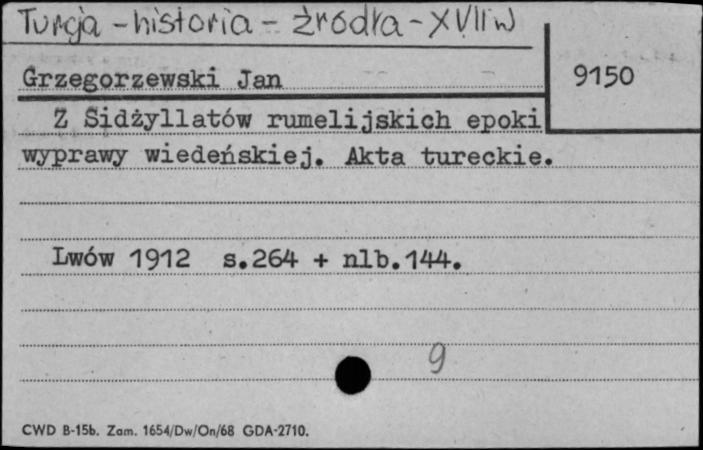 Turcja - historia - źródła - XVII w
Grzegorzewski Jan
9150
Z Sidżyllatów rumelijskich epoki
wyprawy wiedeńskiej. Akta tureckie.
Lwów 1912 s.264 + nlb.144.
9
CWD B-15b. Zam. 1654/Dw/On/68 GDA-2710.